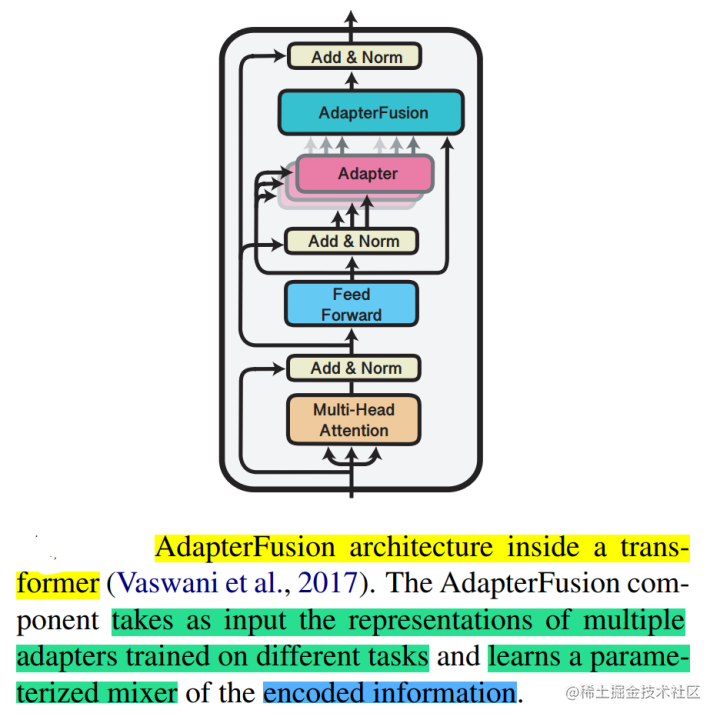 Add & Norm
AdapterFusion
Adapter
Add & Norm
Feed
Forward
Add & Norm
Multi-Head
Attention
AdapterFusion architecture inside a trans-
former (Vaswani et al., 2017). The AdapterFusion com-
ponent takes as input the representations of multiple
adapters trained on different tasks and learns a parame-
terized mixer of the encoded information.
@稀土掘金技术社区